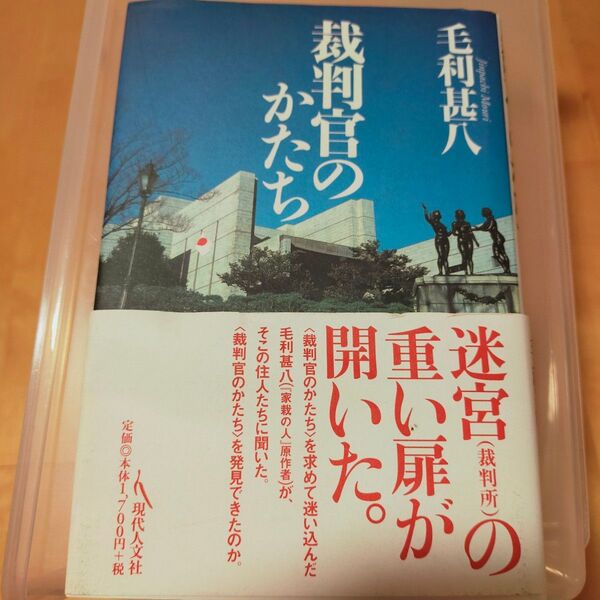 毛利甚八
Jinpachi Mouri
裁判官の
かたち
迷宮(裁判所)の
重い扉が
開いた。
〈裁判官のかたち〉を求めて迷い込んだ
毛利甚八(『家栽の人』原作者)が、
そこの住人たちに聞いた。
〈裁判官のかたち〉を発見できたのか。
現代人文社
定価◎本体1,700円+税